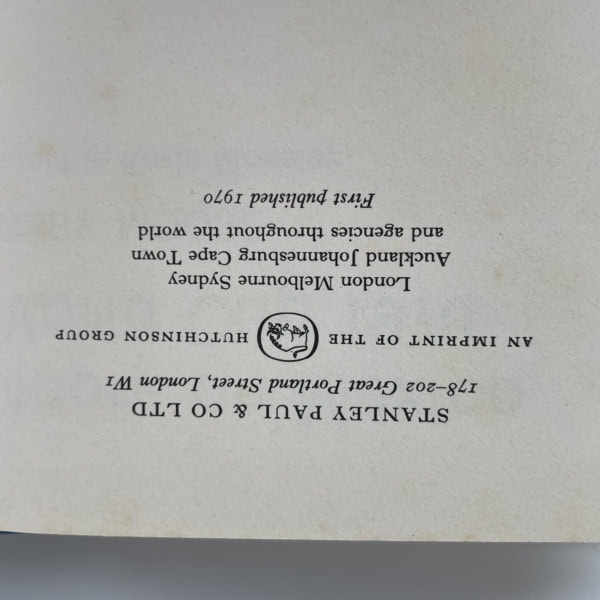 STANLEY PAUL & CO LTD
178–202 Great Portland Street, London W1
AN IMPRINT OF THE HUTCHINSON GROUP
London Melbourne Sydney
Auckland Johannesburg Cape Town
and agencies throughout the world
First published 1970